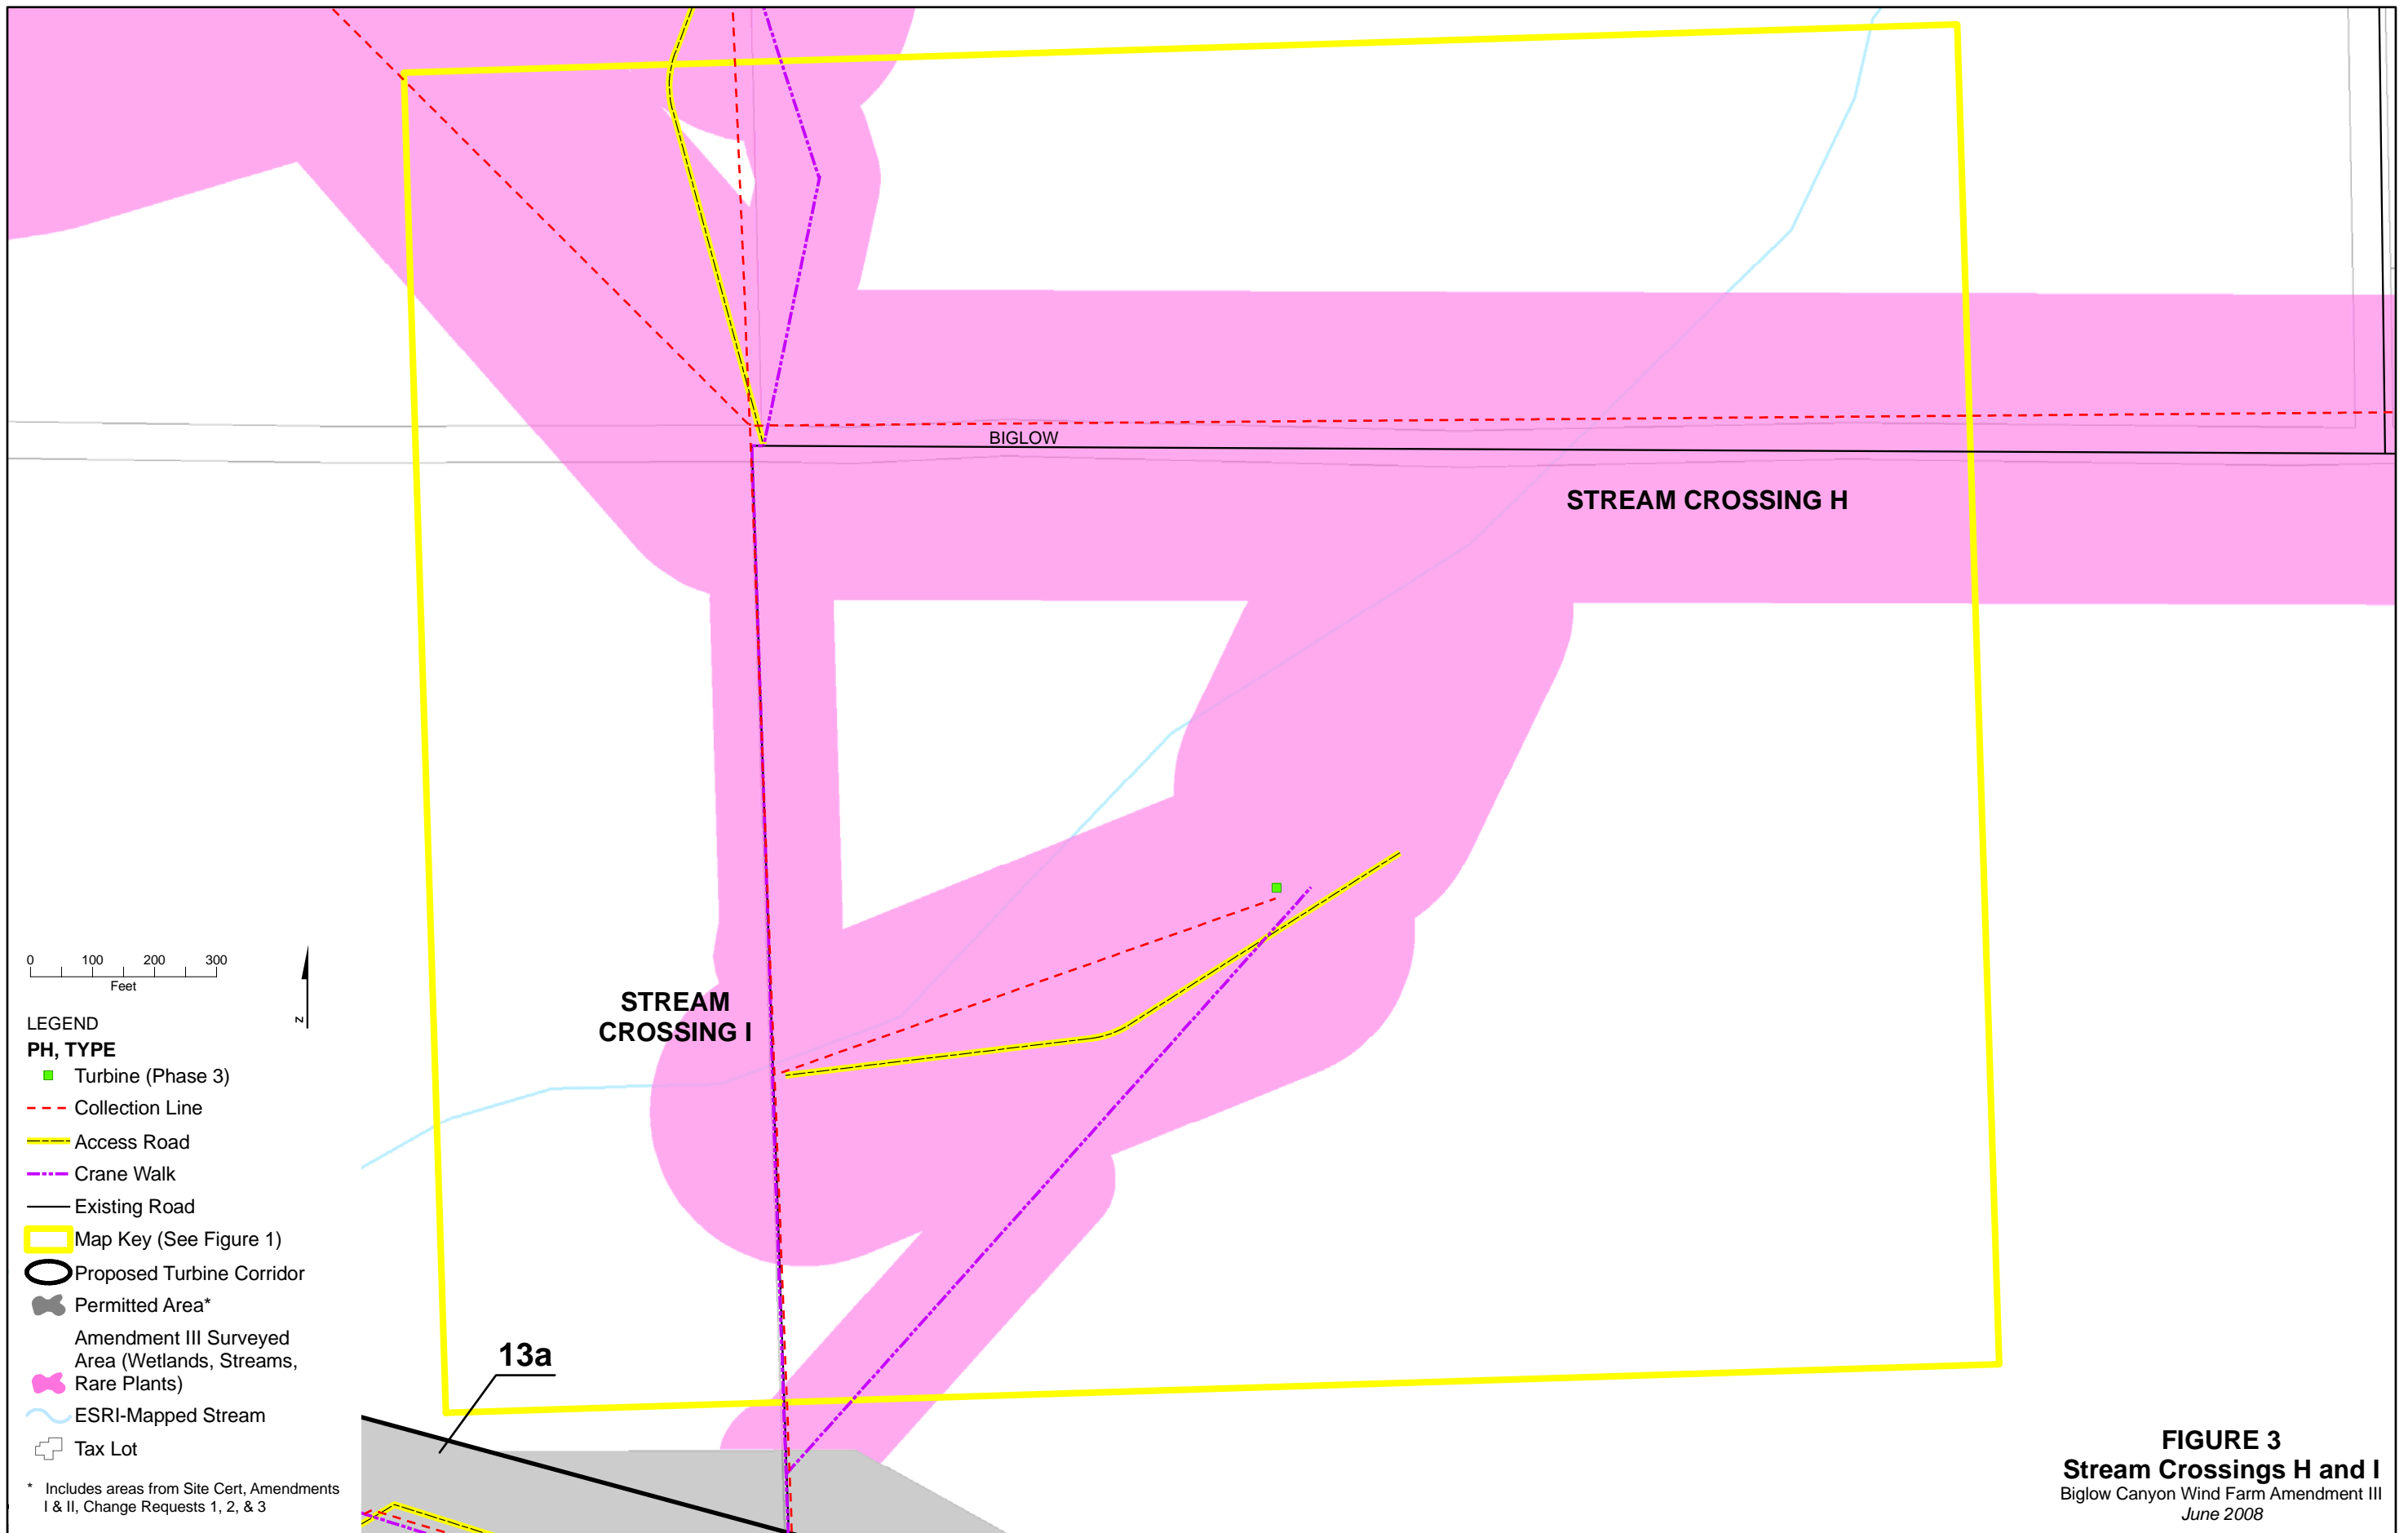 BIGLOW
STREAM CROSSING H
STREAM
CROSSING I
0 100 200 300
Feet
N
LEGEND
PH, TYPE
Turbine (Phase 3)
Collection Line
Access Road
Crane Walk
Existing Road
Map Key (See Figure 1)
Proposed Turbine Corridor
Permitted Area*
Amendment III Surveyed
Area (Wetlands, Streams,
Rare Plants)
ESRI-Mapped Stream
Tax Lot
* Includes areas from Site Cert, Amendments
I & II, Change Requests 1, 2, & 3
13a
FIGURE 3
Stream Crossings H and I
Biglow Canyon Wind Farm Amendment III
June 2008